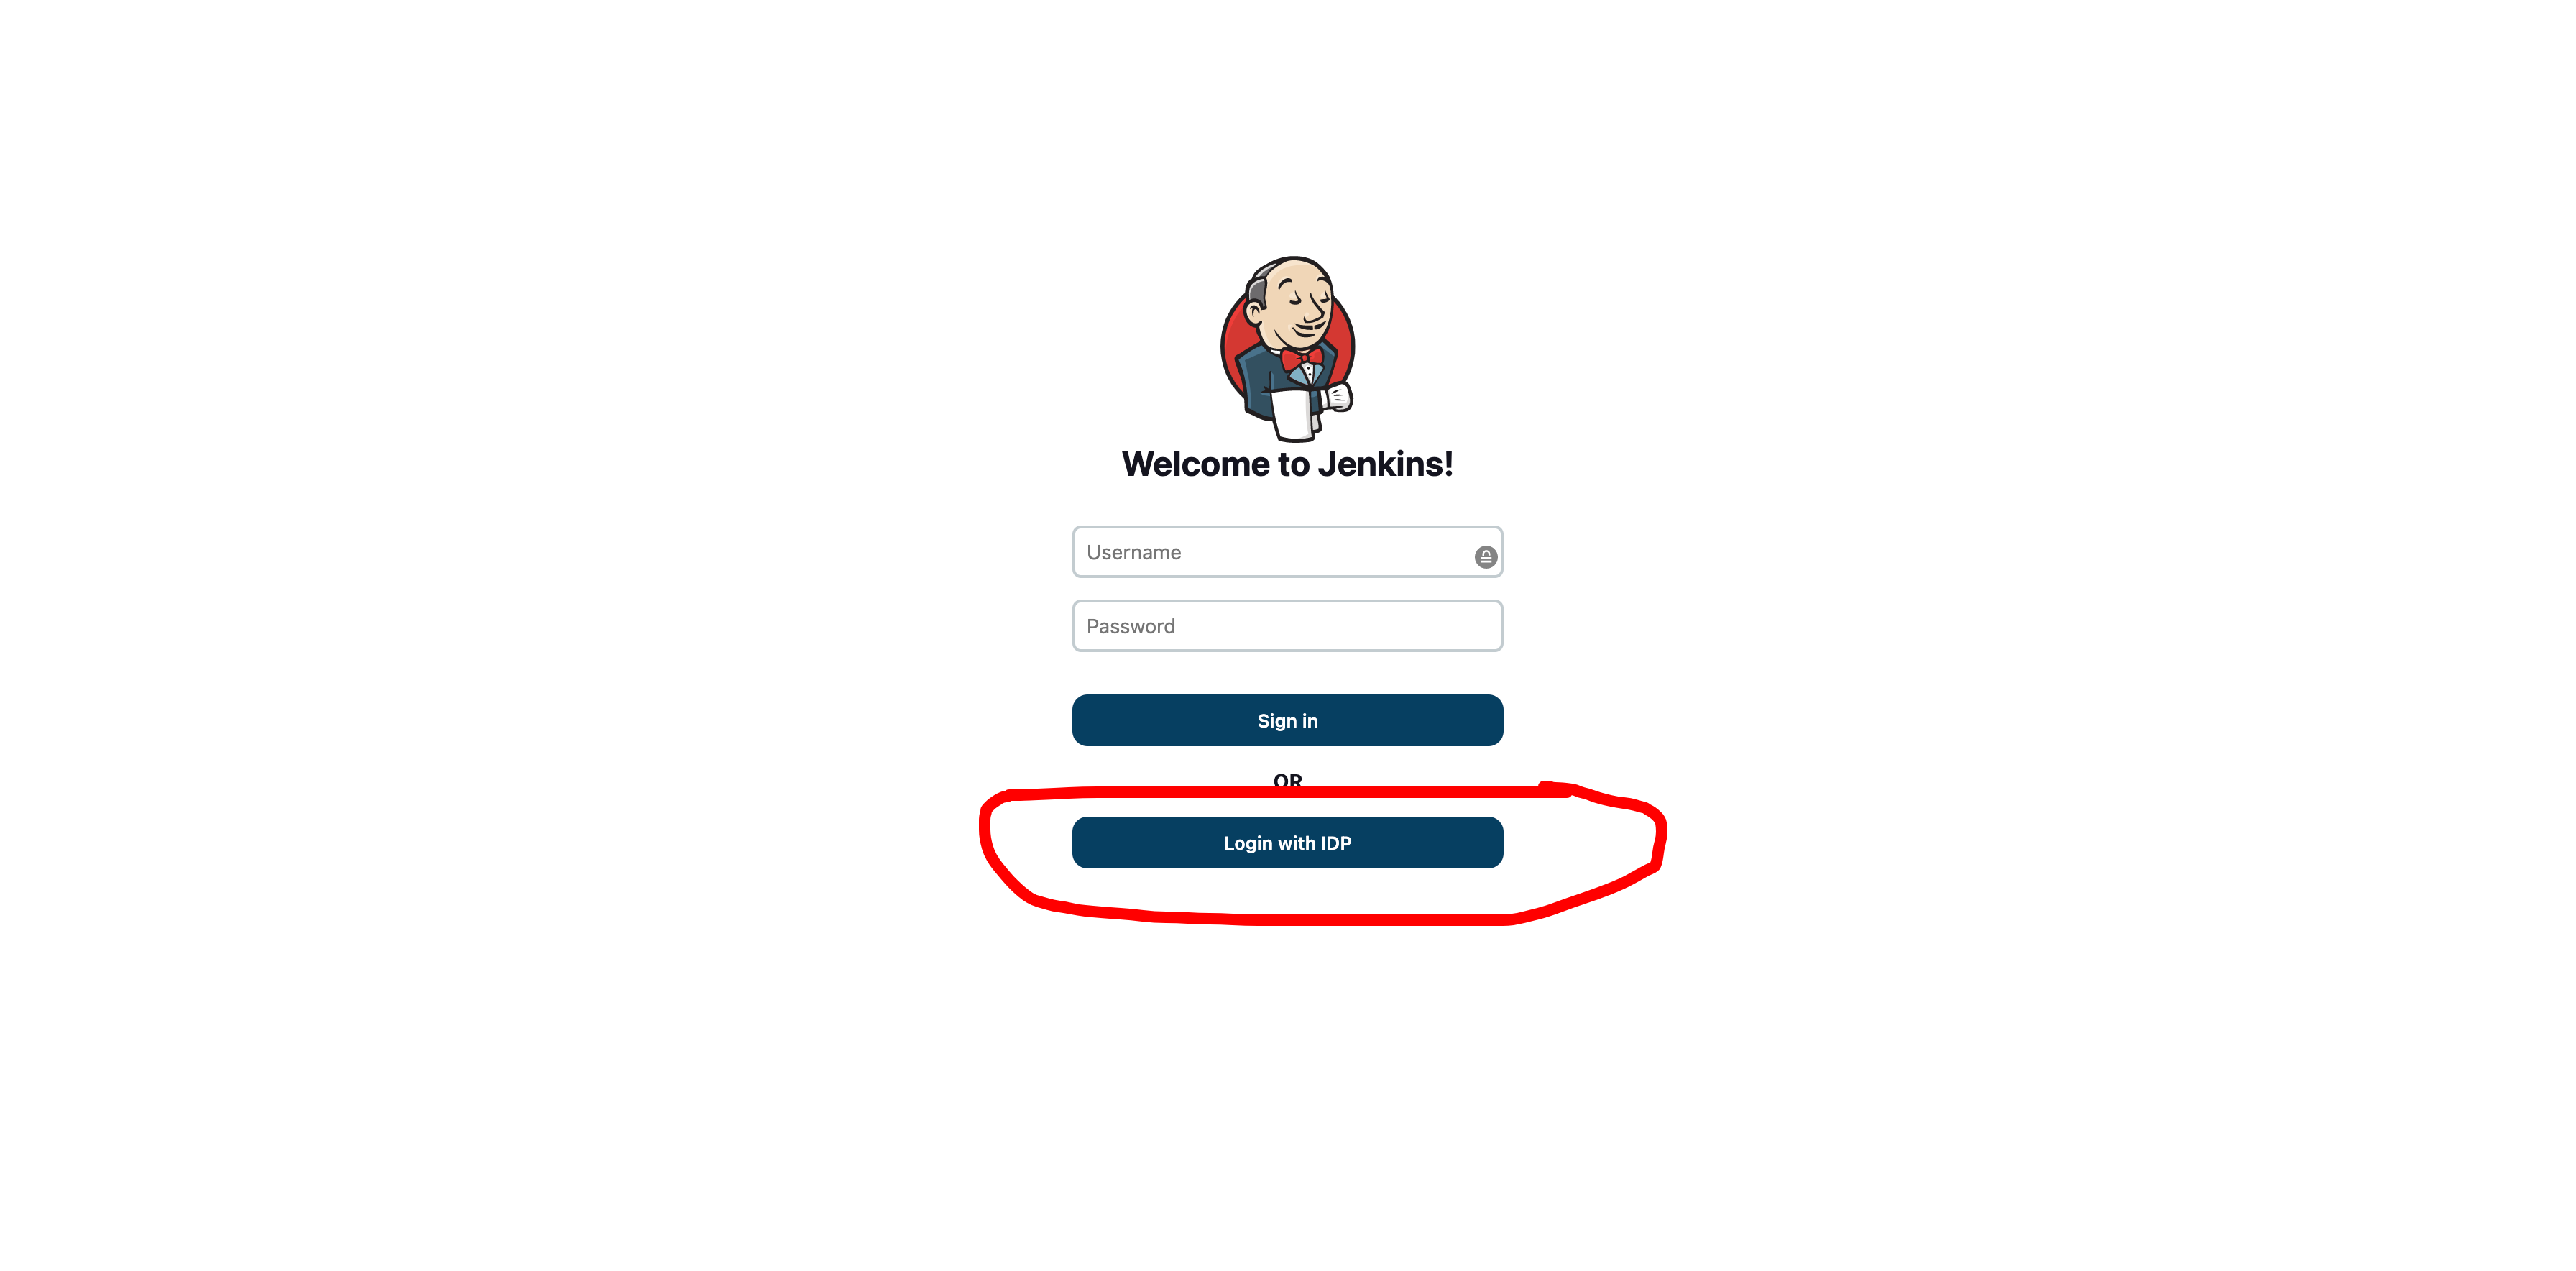 Welcome to Jenkins!
Username
Password
Sign in
OR
Login with IDP